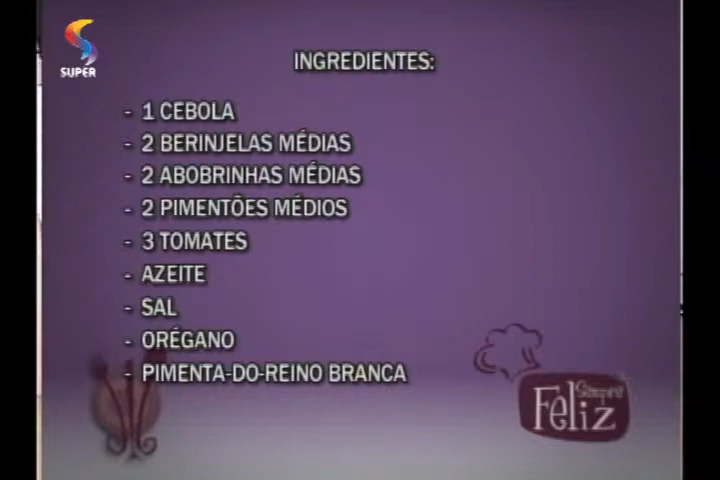 SUPER
INGREDIENTES:
- 1 CEBOLA
- 2 BERINJELAS MÉDIAS
- 2 ABOBRINHAS MÉDIAS
- 2 PIMENTÕES MÉDIOS
- 3 TOMATES
- AZEITE
- SAL
- ORÉGANO
- PIMENTA-DO-REINO BRANCA
Sempre
Feliz